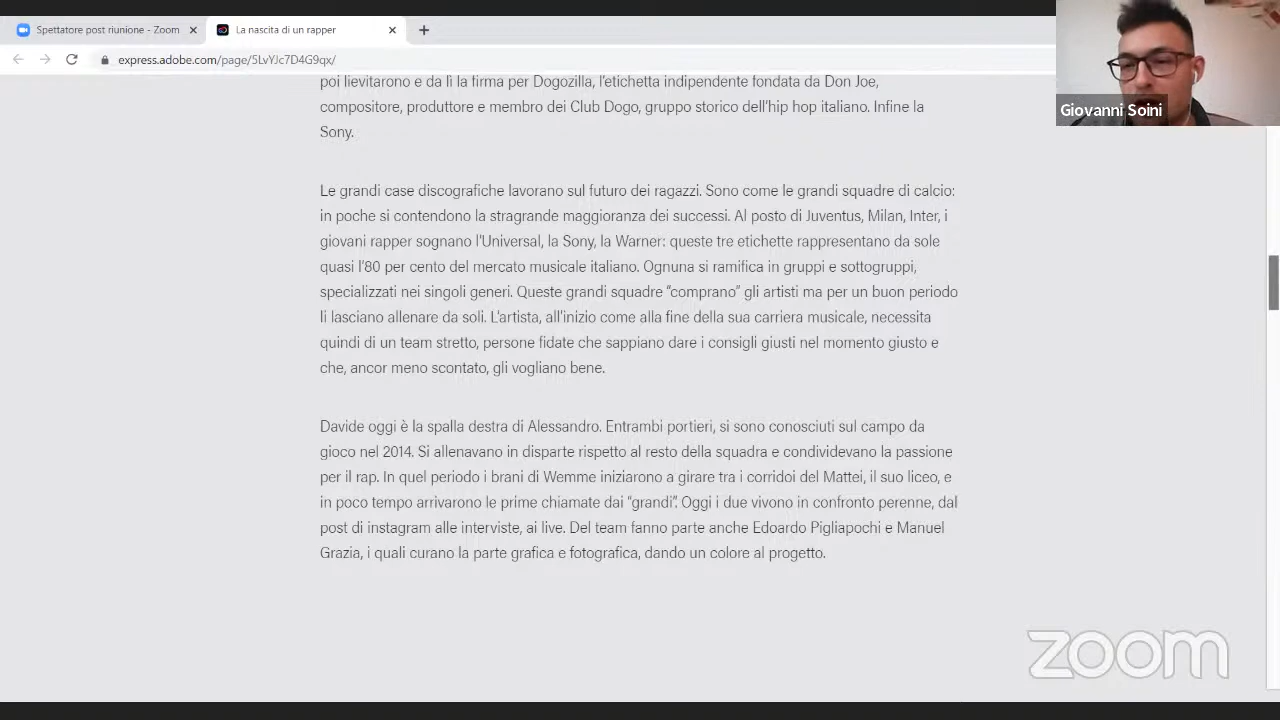 Spettatore post riunione - Zoom
La nascita di un rapper
express.adobe.com/page/5LvYJc7D4G9qx/
Giovanni Soini
poi lievitarono e da lì la firma per Dogozilla, l'etichetta indipendente fondata da Don Joe,
compositore, produttore e membro dei Club Dogo, gruppo storico dell'hip hop italiano. Infine la
Sony.
Le grandi case discografiche lavorano sul futuro dei ragazzi. Sono come le grandi squadre di calcio:
in poche si contendono la stragrande maggioranza dei successi. Al posto di Juventus, Milan, Inter, i
giovani rapper sognano l'Universal, la Sony, la Warner: queste tre etichette rappresentano da sole
quasi l'80 per cento del mercato musicale italiano. Ognuna si ramifica in gruppi e sottogruppi,
specializzati nei singoli generi. Queste grandi squadre “comprano” gli artisti ma per un buon periodo
li lasciano allenare da soli. L'artista, all'inizio come alla fine della sua carriera musicale, necessita
quindi di un team stretto, persone fidate che sappiano dare i consigli giusti nel momento giusto e
che, ancor meno scontato, gli vogliano bene.
Davide oggi è la spalla destra di Alessandro. Entrambi portieri, si sono conosciuti sul campo da
gioco nel 2014. Si allenavano in disparte rispetto al resto della squadra e condividevano la passione
per il rap. In quel periodo i brani di Wemme iniziarono a girare tra i corridoi del Mattei, il suo liceo, e
in poco tempo arrivarono le prime chiamate dai “grandi”. Oggi i due vivono in confronto perenne, dal
post di instagram alle interviste, ai live. Del team fanno parte anche Edoardo Pigliapochi e Manuel
Grazia, i quali curano la parte grafica e fotografica, dando un colore al progetto.
zoom